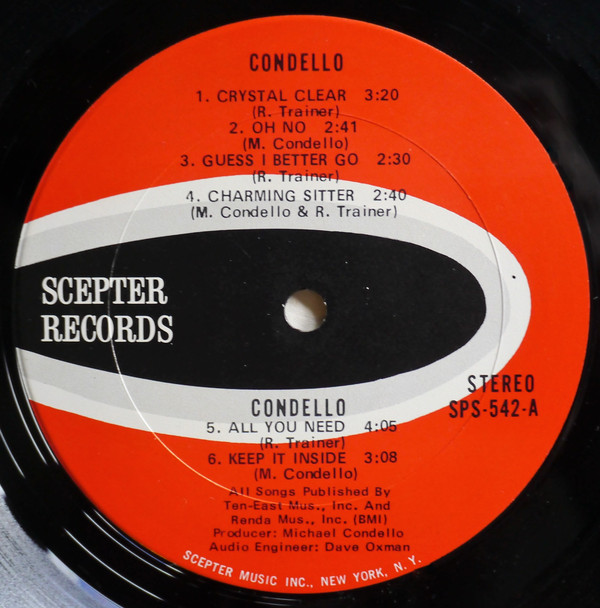 CONDELLO
1. CRYSTAL CLEAR 3:20
(R. Trainer)
2. OH NO 2:41
(M. Condello)
3. GUESS I BETTER GO 2:30
(R. Trainer)
4. CHARMING SITTER 2:40
(M. Condello & R. Trainer)
SCEPTER
RECORDS
STEREO
SPS-542-A
CONDELLO
5. ALL YOU NEED 4:05
(R. Trainer)
6. KEEP IT INSIDE 3:08
(M. Condello)
All Songs Published By
Ten-East Mus., Inc. And
Renda Mus., Inc. (BMI)
Producer: Michael Condello
Audio Engineer: Dave Oxman
SCEPTER MUSIC INC., NEW YORK, N. Y.